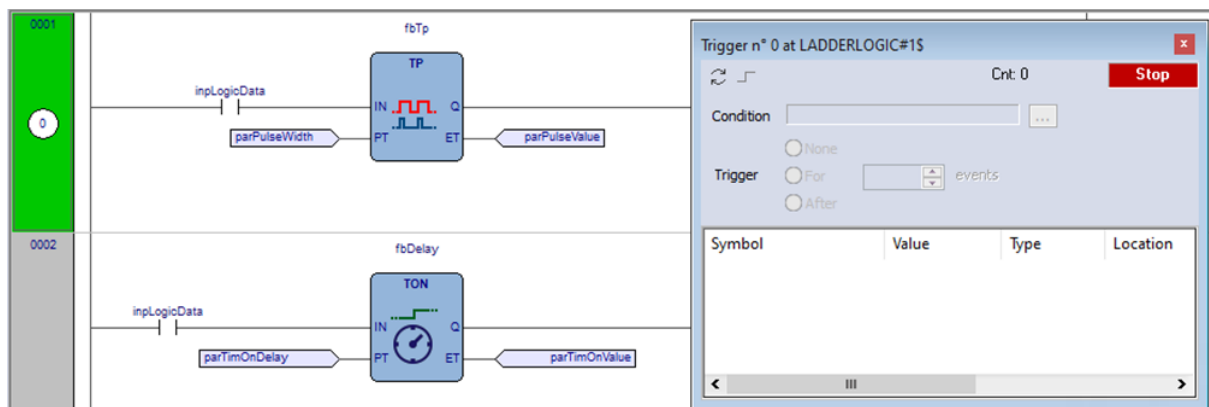 0001
fbTp
TP
inpLogicData
IN Q
parPulseWidth PT ET parPulseValue
0
0002
fbDelay
TON
inpLogicData
IN Q
parTimOnDelay PT ET parTimOnValue
Trigger n° 0 at LADDERLOGIC#1$
x
Cnt: 0 Stop
Condition ...
None
Trigger For events
After
Symbol Value Type Location